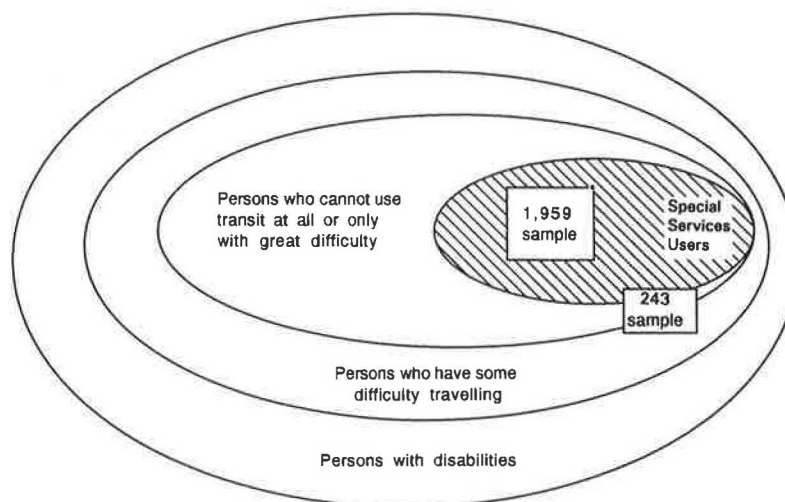 Persons who cannot use
transit at all or only
with great difficulty
1,959
sample
Special
Services
Users
243
sample
Persons who have some
difficulty travelling
Persons with disabilities